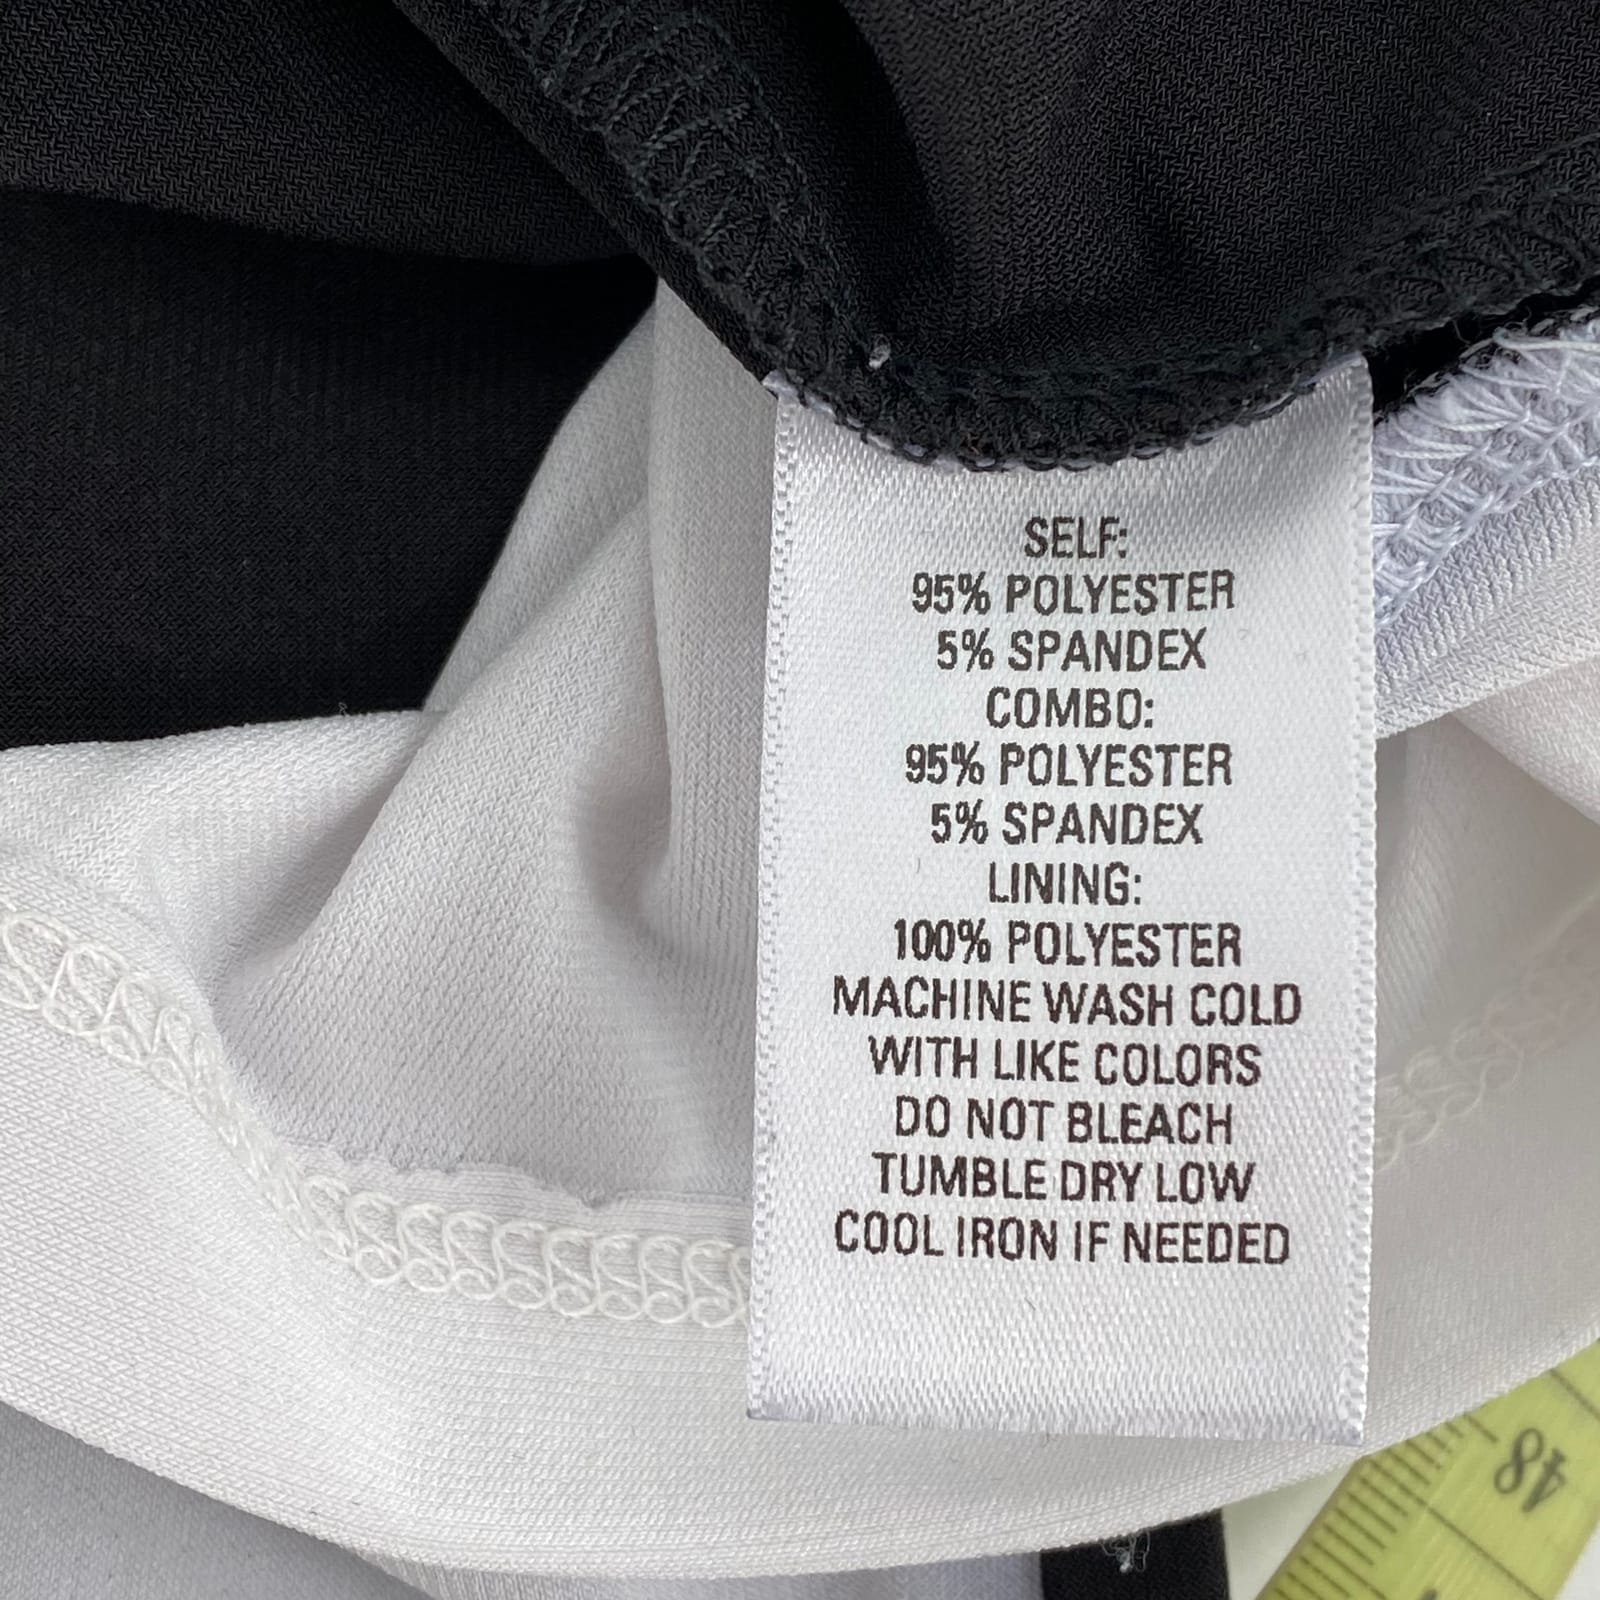 SELF:
95% POLYESTER
5% SPANDEX
COMBO:
95% POLYESTER
5% SPANDEX
LINING:
100% POLYESTER
MACHINE WASH COLD
WITH LIKE COLORS
DO NOT BLEACH
TUMBLE DRY LOW
COOL IRON IF NEEDED
48